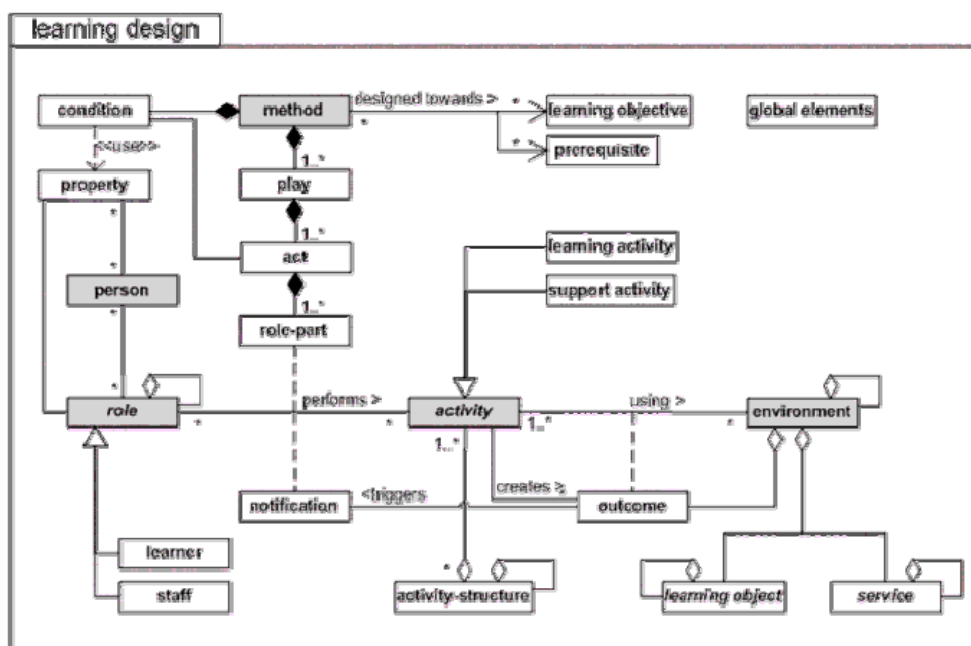 learning design
condition
method
designed towards >
*
*
learning objective
global elements
<<use>>
*
prerequisite
1..*
property
play
*
1..*
act
learning activity
person
*
1..*
support activity
*
role-part
*
role
*
performs >
*
activity
1..*
using >
*
environment
1..*
notification
<triggers
creates >
outcome
learner
staff
*
activity-structure
learning object
service